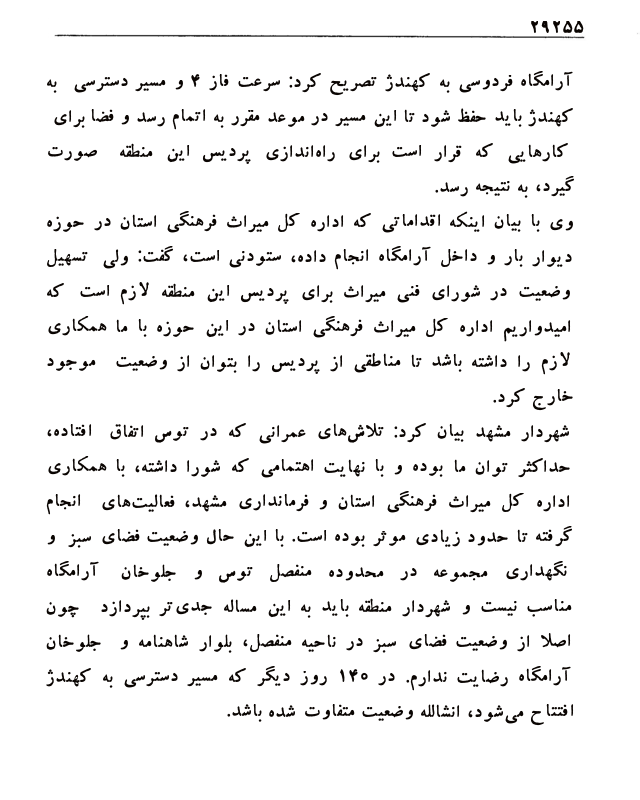 ۲۹۲۵۵
آرامگاه فردوسی به کهندژ تصریح کرد: سرعت فاز ۴ و مسیر دسترسی به
کهندژ باید حفظ شود تا این مسیر در موعد مقرر به اتمام رسد و فضا برای
کارهایی که قرار است برای راه‌اندازی پردیس این منطقه صورت
گیرد، به نتیجه رسد.
وی با بیان اینکه اقداماتی که اداره کل میراث فرهنگی استان در حوزه
دیوار بار و داخل آرامگاه انجام داده، ستودنی است، گفت: ولی تسهیل
وضعیت در شورای فنی میراث برای پردیس این منطقه لازم است که
امیدواریم اداره کل میراث فرهنگی استان در این حوزه با ما همکاری
لازم را داشته باشد تا مناطقی از پردیس را بتوان از وضعیت موجود
خارج کرد.
شهردار مشهد بیان کرد: تلاش‌های عمرانی که در توس اتفاق افتاده،
حداکثر توان ما بوده و با نهایت اهتمامی که شورا داشته، با همکاری
اداره کل میراث فرهنگی استان و فرمانداری مشهد، فعالیت‌های انجام
گرفته تا حدود زیادی موثر بوده است. با این حال وضعیت فضای سبز و
نگهداری مجموعه در محدوده منفصل توس و جلوخان آرامگاه
مناسب نیست و شهردار منطقه باید به این مساله جدی‌تر بپردازد چون
اصلا از وضعیت فضای سبز در ناحیه منفصل، بلوار شاهنامه و جلوخان
آرامگاه رضایت ندارم. در ۱۴۰ روز دیگر که مسیر دسترسی به کهندژ
افتتاح می‌شود، انشالله وضعیت متفاوت شده باشد.